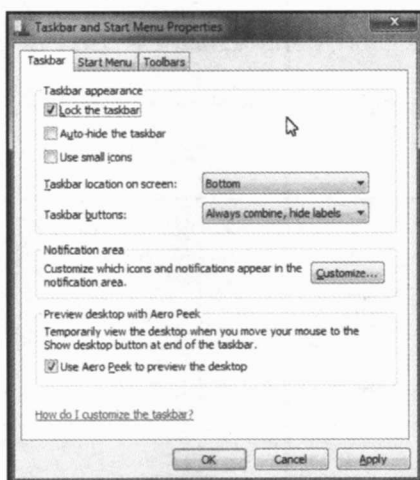 Taskbar and Start Menu Properties
x
Taskbar Start Menu Toolbars
Taskbar appearance
Lock the taskbar
Auto-hide the taskbar
Use small icons
Taskbar location on screen: Bottom
Taskbar buttons: Always combine, hide labels
Notification area
Customize which icons and notifications appear in the
notification area.
Customize...
Preview desktop with Aero Peek
Temporarily view the desktop when you move your mouse to the
Show desktop button at end of the taskbar.
Use Aero Peek to preview the desktop
How do I customize the taskbar?
OK Cancel Apply